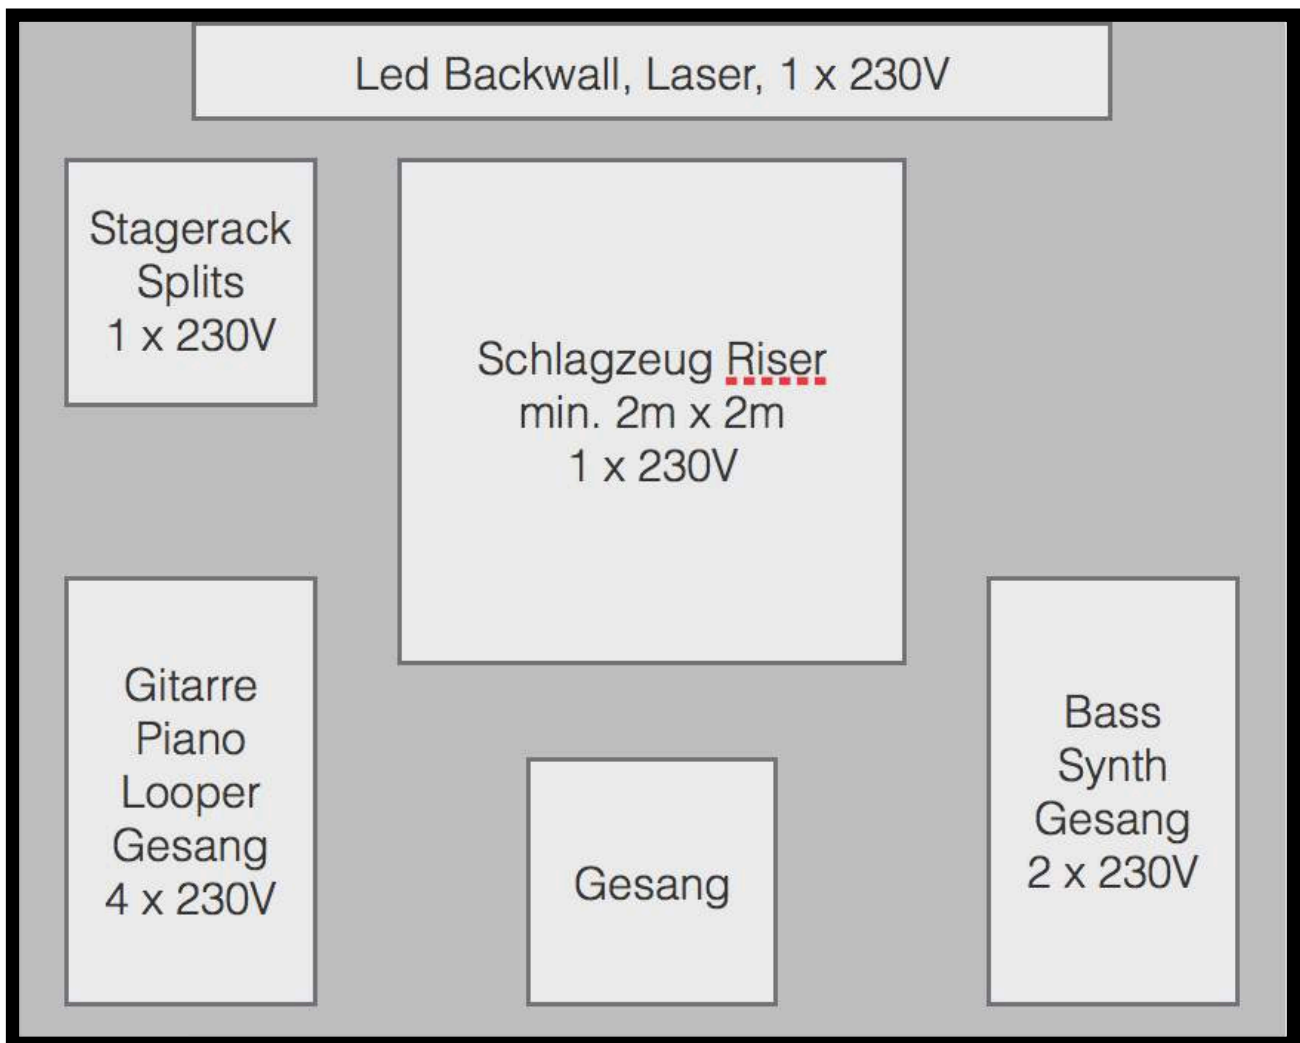 Led Backwall, Laser, 1 x 230V
Stagerack
Splits
1 x 230V
Schlagzeug Riser
min. 2m x 2m
1 x 230V
Gitarre
Piano
Looper
Gesang
4 x 230V
Gesang
Bass
Synth
Gesang
2 x 230V